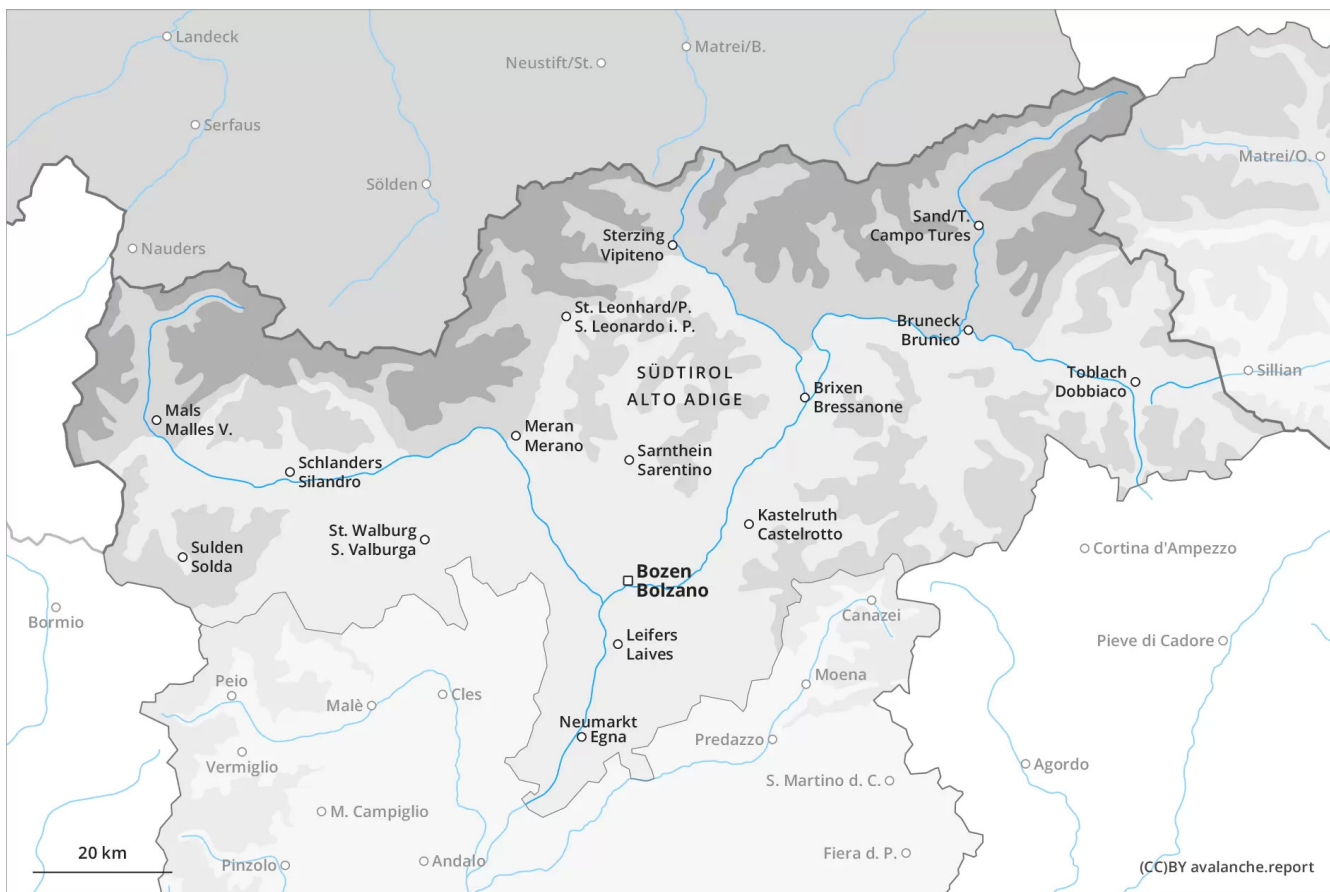 Landeck
Matrei/B.
Neustift/St.
Serfaus
Matrei/O.
Sölden
Sand/T.
Campo Tures
Nauders
Sterzing
Vipiteno
St. Leonhard/P.
S. Leonardo i. P.
Bruneck
Brunico
SÜDTIROL
ALTO ADIGE
Toblach
Dobbiaco
Sillian
Brixen
Bressanone
Mals
Malles V.
Meran
Merano
Sarnthein
Sarentino
Schlanders
Silandro
Kastelruth
Castelrotto
St. Walburg
S. Valburga
Sulden
Solda
Cortina d'Ampezzo
Bozen
Bolzano
Bormio
Canazei
Leifers
Laives
Pieve di Cadore
Peio
Moena
Malè
Cles
Neumarkt
Egna
Predazzo
Vermiglio
Agordo
S. Martino d. C.
M. Campiglio
20 km
Pinzolo
Andalo
Fiera d. P.
(CC)BY avalanche.report